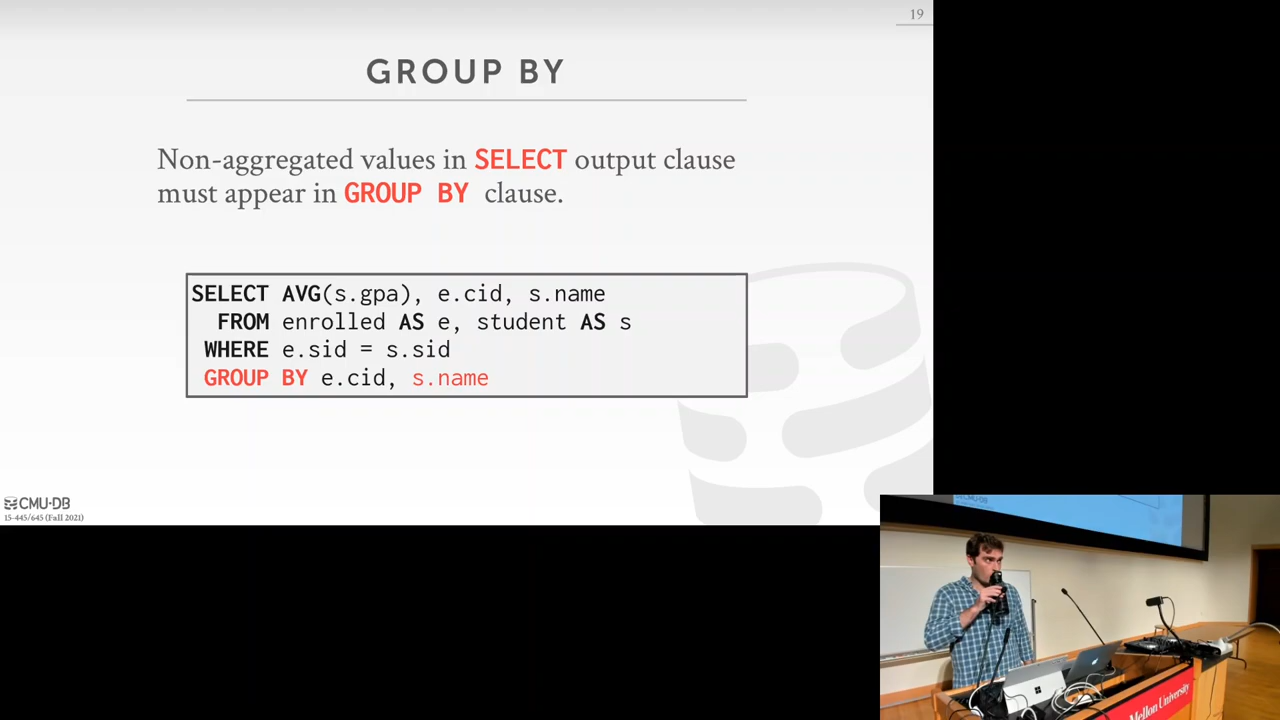 19
GROUP BY
Non-aggregated values in SELECT output clause
must appear in GROUP BY clause.
SELECT AVG(s.gpa), e.cid, s.name
FROM enrolled AS e, student AS s
WHERE e.sid = s.sid
GROUP BY e.cid, s.name
CMU·DB
15-445/645 (Fall 2021)
Mellon University